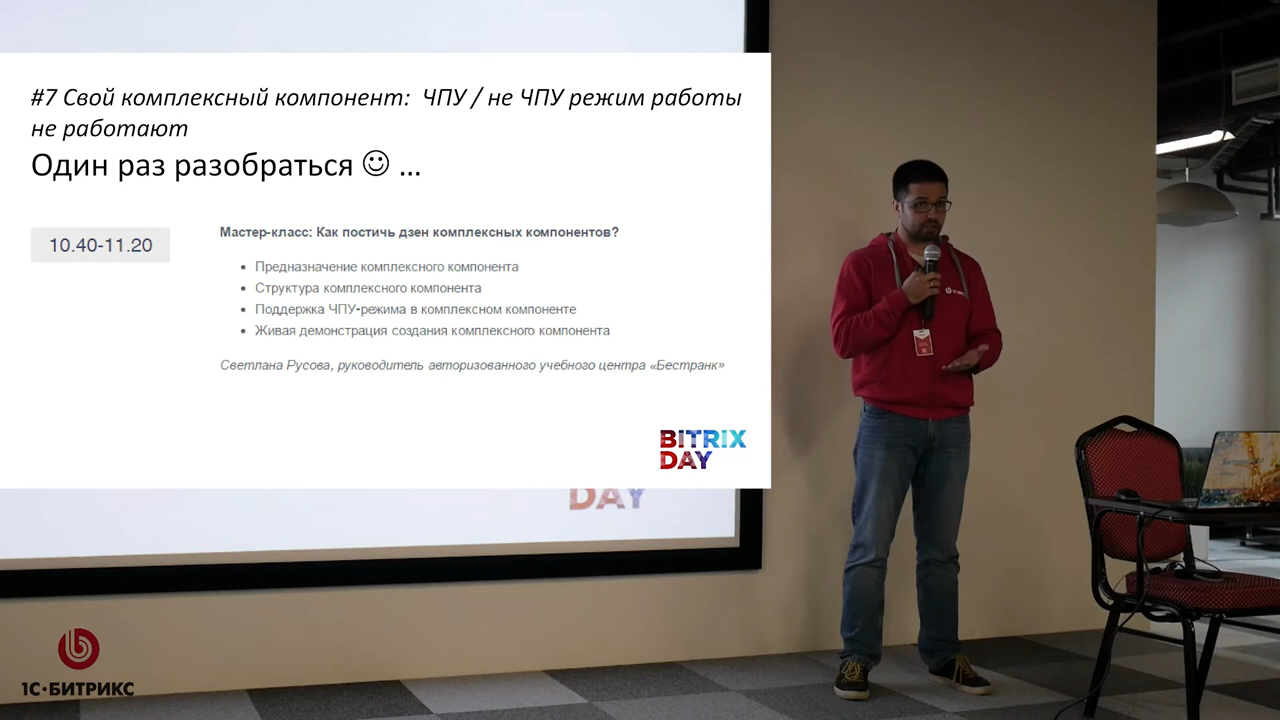 #7 Свой комплексный компонент: ЧПУ / не ЧПУ режим работы
не работают
Один раз разобраться ☺ ...
10.40-11.20
Мастер-класс: Как постичь дзен комплексных компонентов?
• Предназначение комплексного компонента
• Структура комплексного компонента
• Поддержка ЧПУ-режима в комплексном компоненте
• Живая демонстрация создания комплексного компонента
Светлана Русова, руководитель авторизованного учебного центра «Бестранк»
BITRIX
DAY
DAY
1С·БИТРИКС